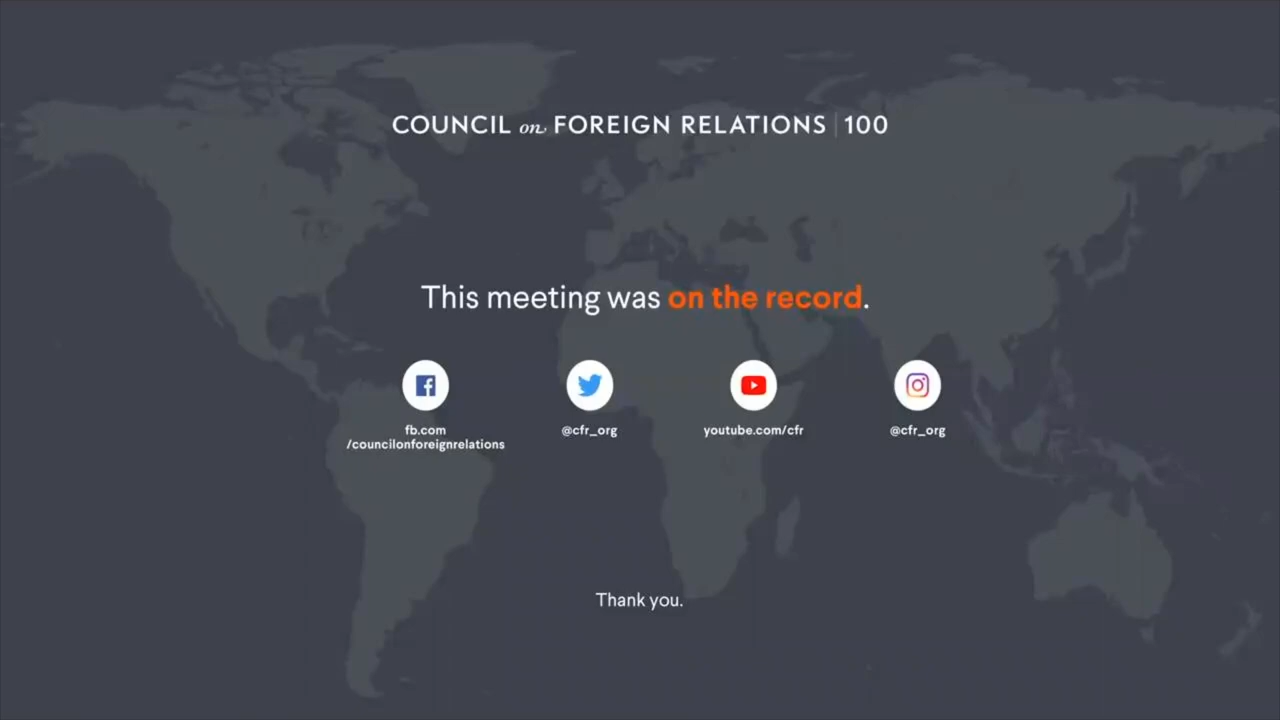 COUNCIL on FOREIGN RELATIONS | 100
This meeting was on the record.
fb.com
/councilonforeignrelations
@cfr_org
youtube.com/cfr
@cfr_org
Thank you.